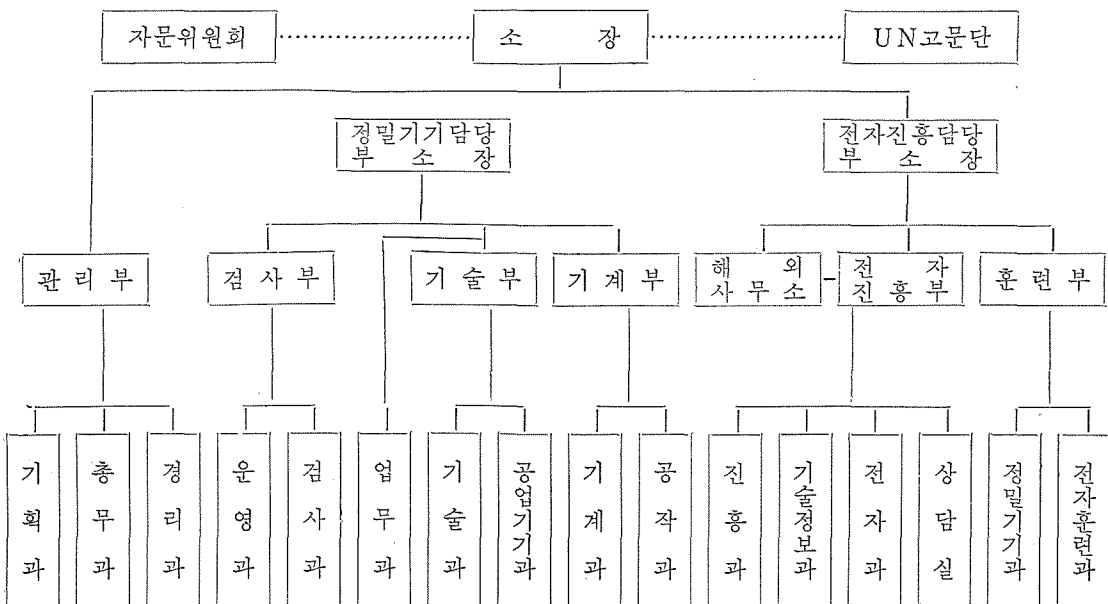 자문위원회 소 장 UN고문단
정밀기기담당
부 소 장
전자진흥담당
부 소 장
관리부 검사부 기술부 기계부
해 외
사무소
전 자
진흥부
훈련부
기획과
총무과
경리과
운영과
검사과
업무과
기술과
공업기기과
기계과
공작과
진흥과
기술정보과
전자과
상담실
정밀기기과
전자훈련과